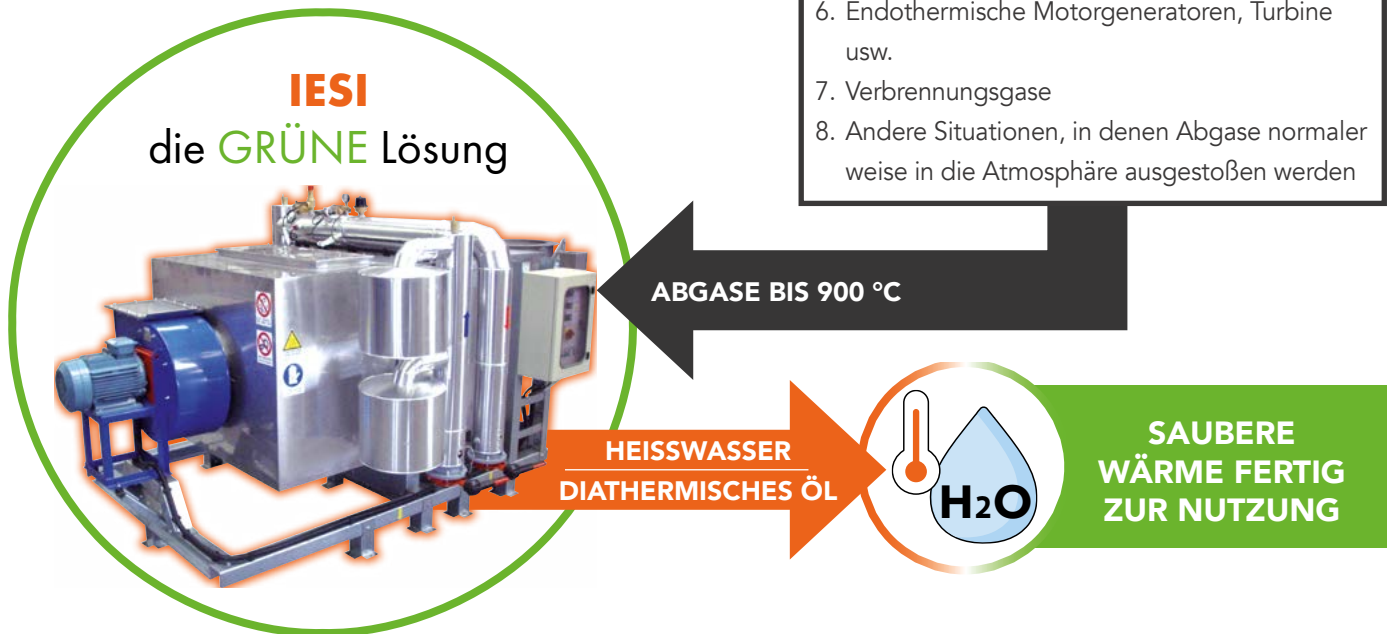 6. Endothermische Motorgeneratoren, Turbine
usw.
7. Verbrennungsgase
8. Andere Situationen, in denen Abgase normaler
weise in die Atmosphäre ausgestoßen werden
IESI
die GRÜNE Lösung
ABGASE BIS 900 °C
HEISSWASSER
DIATHERMISCHES ÖL
H2O
SAUBERE
WÄRME FERTIG
ZUR NUTZUNG